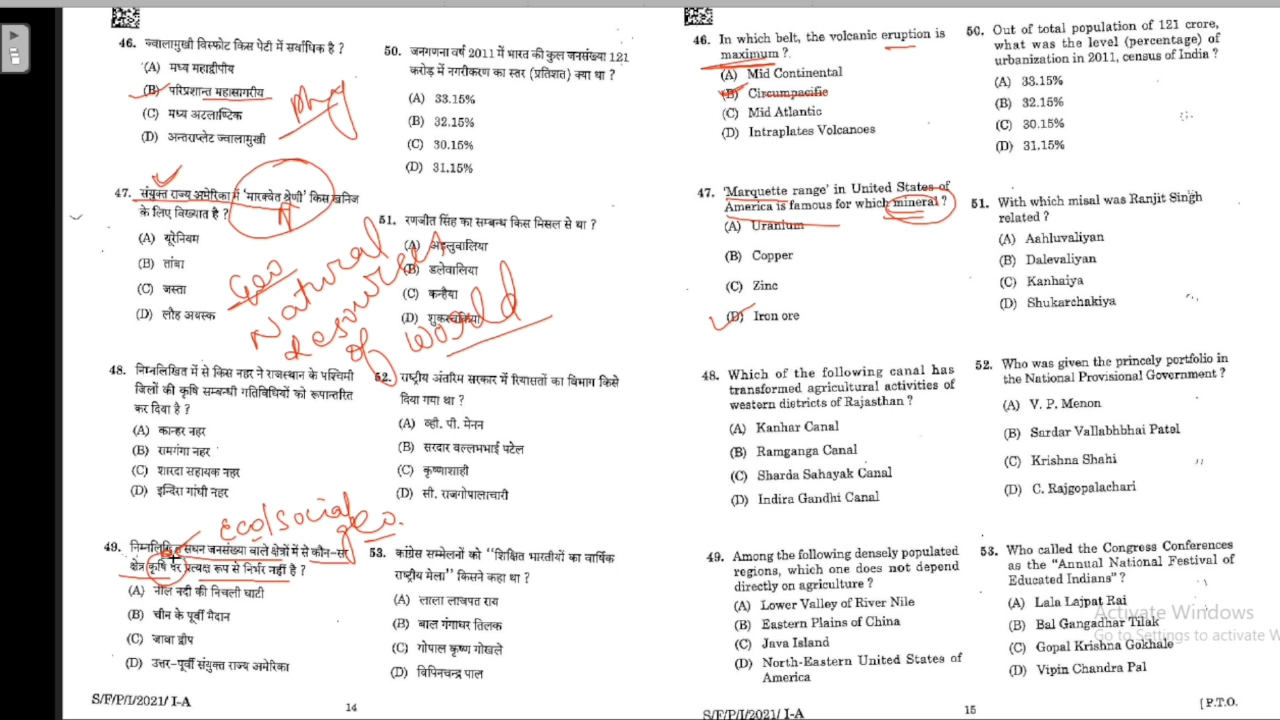 46. ज्वालामुखी विस्फोट किस पेटी में सर्वाधिक है ?
(A) मध्य महाद्वीपीय
(B) परिप्रशान्त महासागरीय
(C) मध्य अटलाण्टिक
(D) अन्तराप्लेट ज्वालामुखी
Phy
47. संयुक्त राज्य अमेरिका में 'मारक्वेत श्रेणी' किस खनिज
के लिए विख्यात है ?
(A) यूरेनियम
(B) तांबा
(C) जस्ता
(D) लौह अयस्क
Geo
Natural
Resourses
of world
48. निम्नलिखित में से किस नहर ने राजस्थान के पश्चिमी
जिलों की कृषि सम्बन्धी गतिविधियों को रूपान्तरित
कर दिया है ?
(A) कान्हर नहर
(B) रामगंगा नहर
(C) शारदा सहायक नहर
(D) इन्दिरा गांधी नहर
Eco/Social
geo.
49. निम्नलिखित सघन जनसंख्या वाले क्षेत्रों में से कौन-सा
क्षेत्र कृषि पर प्रत्यक्ष रूप से निर्भर नहीं है ?
(A) नील नदी की निचली घाटी
(B) चीन के पूर्वी मैदान
(C) जावा द्वीप
(D) उत्तर-पूर्वी संयुक्त राज्य अमेरिका
S/F/P/I/2021/ I-A
14
50. जनगणना वर्ष 2011 में भारत की कुल जनसंख्या 121
करोड़ में नगरीकरण का स्तर (प्रतिशत) क्या था ?
(A) 33.15%
(B) 32.15%
(C) 30.15%
(D) 31.15%
51. रणजीत सिंह का सम्बन्ध किस मिसल से था ?
(A) अहलुवालिया
(B) डलेवालिया
(C) कन्हैया
(D) शुकरचकिया
52. राष्ट्रीय अंतरिम सरकार में रियासतों का विभाग किसे
दिया गया था ?
(A) व्ही. पी. मेनन
(B) सरदार वल्लभभाई पटेल
(C) कृष्णाशाही
(D) सी. राजगोपालाचारी
53. कांग्रेस सम्मेलनों को "शिक्षित भारतीयों का वार्षिक
राष्ट्रीय मेला" किसने कहा था ?
(A) लाला लाजपत राय
(B) बाल गंगाधर तिलक
(C) गोपाल कृष्ण गोखले
(D) विपिनचन्द्र पाल
46. In which belt, the volcanic eruption is
maximum ?
(A) Mid Continental
(B) Circumpacific
(C) Mid Atlantic
(D) Intraplates Volcanoes
47. 'Marquette range' in United States of
America is famous for which mineral ?
(A) Uranium
(B) Copper
(C) Zinc
(D) Iron ore
48. Which of the following canal has
transformed agricultural activities of
western districts of Rajasthan ?
(A) Kanhar Canal
(B) Ramganga Canal
(C) Sharda Sahayak Canal
(D) Indira Gandhi Canal
49. Among the following densely populated
regions, which one does not depend
directly on agriculture ?
(A) Lower Valley of River Nile
(B) Eastern Plains of China
(C) Java Island
(D) North-Eastern United States of
America
S/F/P/I/2021/ I-A
15
50. Out of total population of 121 crore,
what was the level (percentage) of
urbanization in 2011, census of India ?
(A) 33.15%
(B) 32.15%
(C) 30.15%
(D) 31.15%
51. With which misal was Ranjit Singh
related ?
(A) Aahluvaliyan
(B) Dalevaliyan
(C) Kanhaiya
(D) Shukarchakiya
52. Who was given the princely portfolio in
the National Provisional Government ?
(A) V. P. Menon
(B) Sardar Vallabhbhai Patel
(C) Krishna Shahi
(D) C. Rajgopalachari
53. Who called the Congress Conferences
as the "Annual National Festival of
Educated Indians" ?
(A) Lala Lajpat Rai
(B) Bal Gangadhar Tilak
(C) Gopal Krishna Gokhale
(D) Vipin Chandra Pal
Activate Windows
Go to Settings to activate W
[ P.T.O.